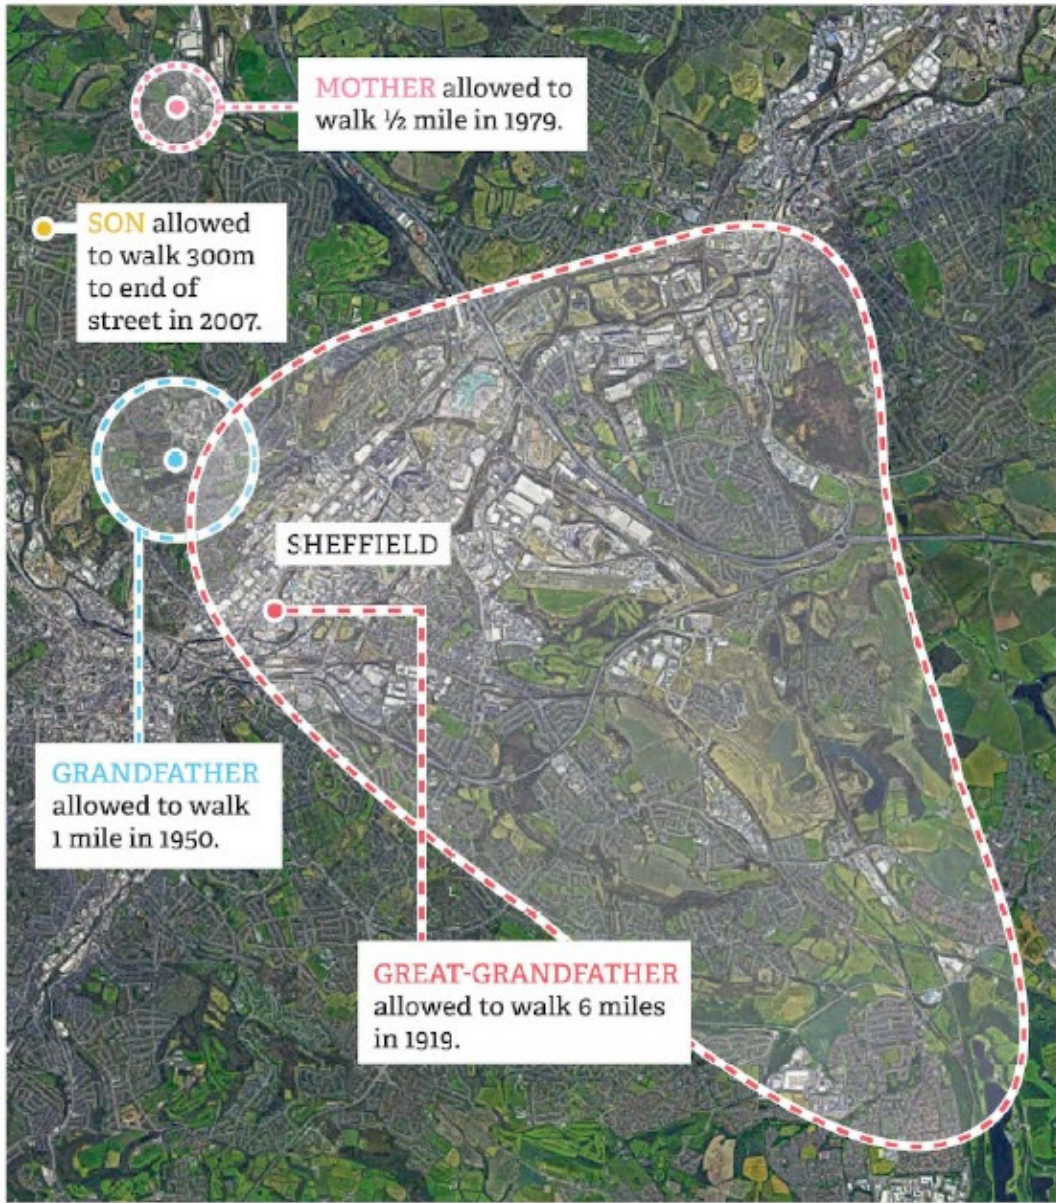 MOTHER allowed to
walk ½ mile in 1979.
SON allowed
to walk 300m
to end of
street in 2007.
SHEFFIELD
GRANDFATHER
allowed to walk
1 mile in 1950.
GREAT-GRANDFATHER
allowed to walk 6 miles
in 1919.